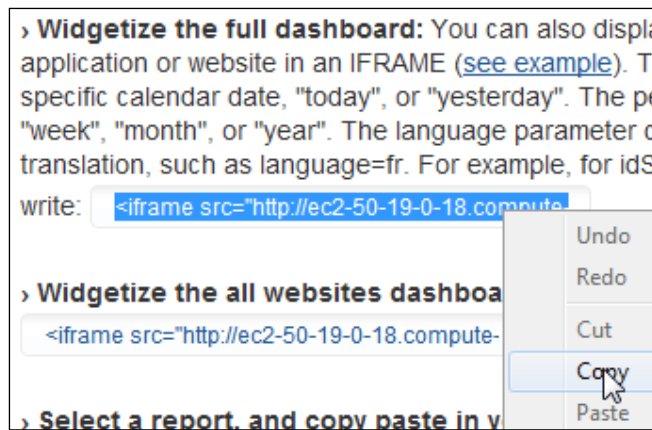 › Widgetize the full dashboard: You can also displa
application or website in an IFRAME (see example). T
specific calendar date, "today", or "yesterday". The pe
"week", "month", or "year". The language parameter c
translation, such as language=fr. For example, for idS
write: <iframe src="http://ec2-50-19-0-18.compute-
Undo
Redo
› Widgetize the all websites dashboa
<iframe src="http://ec2-50-19-0-18.compute-
Cut
Copy
› Select a report, and copy paste in y
Paste